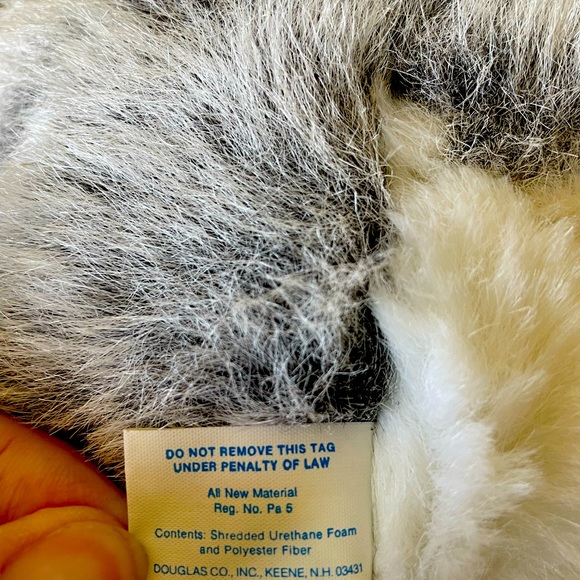 DO NOT REMOVE THIS TAG
UNDER PENALTY OF LAW
All New Material
Reg. No. Pa 5
Contents: Shredded Urethane Foam
and Polyester Fiber
DOUGLAS CO., INC., KEENE, N.H. 03431